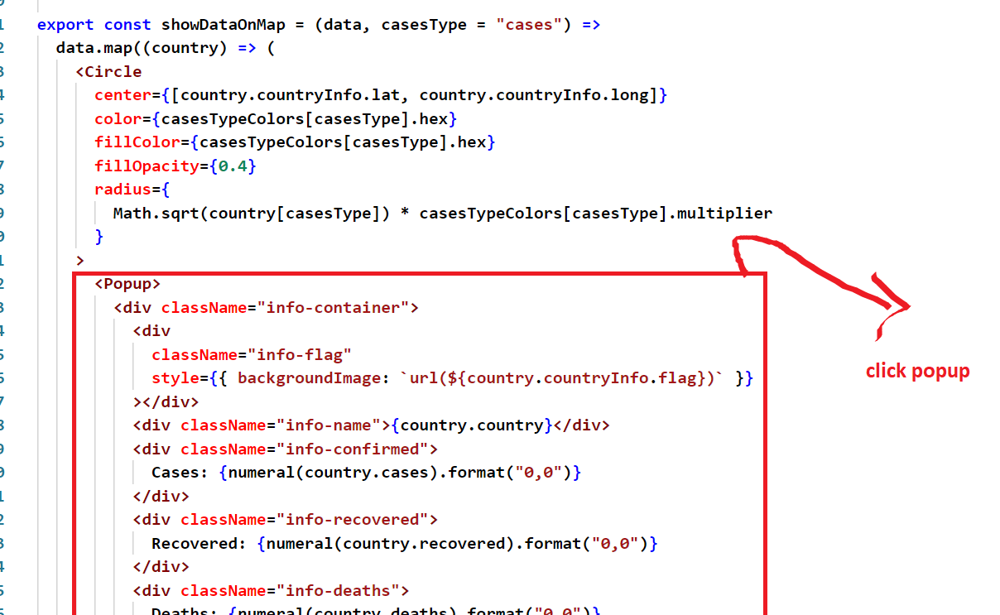 export const showDataOnMap = (data, casesType = "cases") =>
data.map((country) => (
<Circle
center={[country.countryInfo.lat, country.countryInfo.long]}
color={casesTypeColors[casesType].hex}
fillColor={casesTypeColors[casesType].hex}
fillOpacity={0.4}
radius={
Math.sqrt(country[casesType]) * casesTypeColors[casesType].multiplier
}
>
<Popup>
<div className="info-container">
<div
className="info-flag"
style={{ backgroundImage: `url(${country.countryInfo.flag})` }}
></div>
<div className="info-name">{country.country}</div>
<div className="info-confirmed">
Cases: {numeral(country.cases).format("0,0")}
</div>
<div className="info-recovered">
Recovered: {numeral(country.recovered).format("0,0")}
</div>
<div className="info-deaths">
Deaths: {numeral(country.deaths).format("0,0")}
click popup